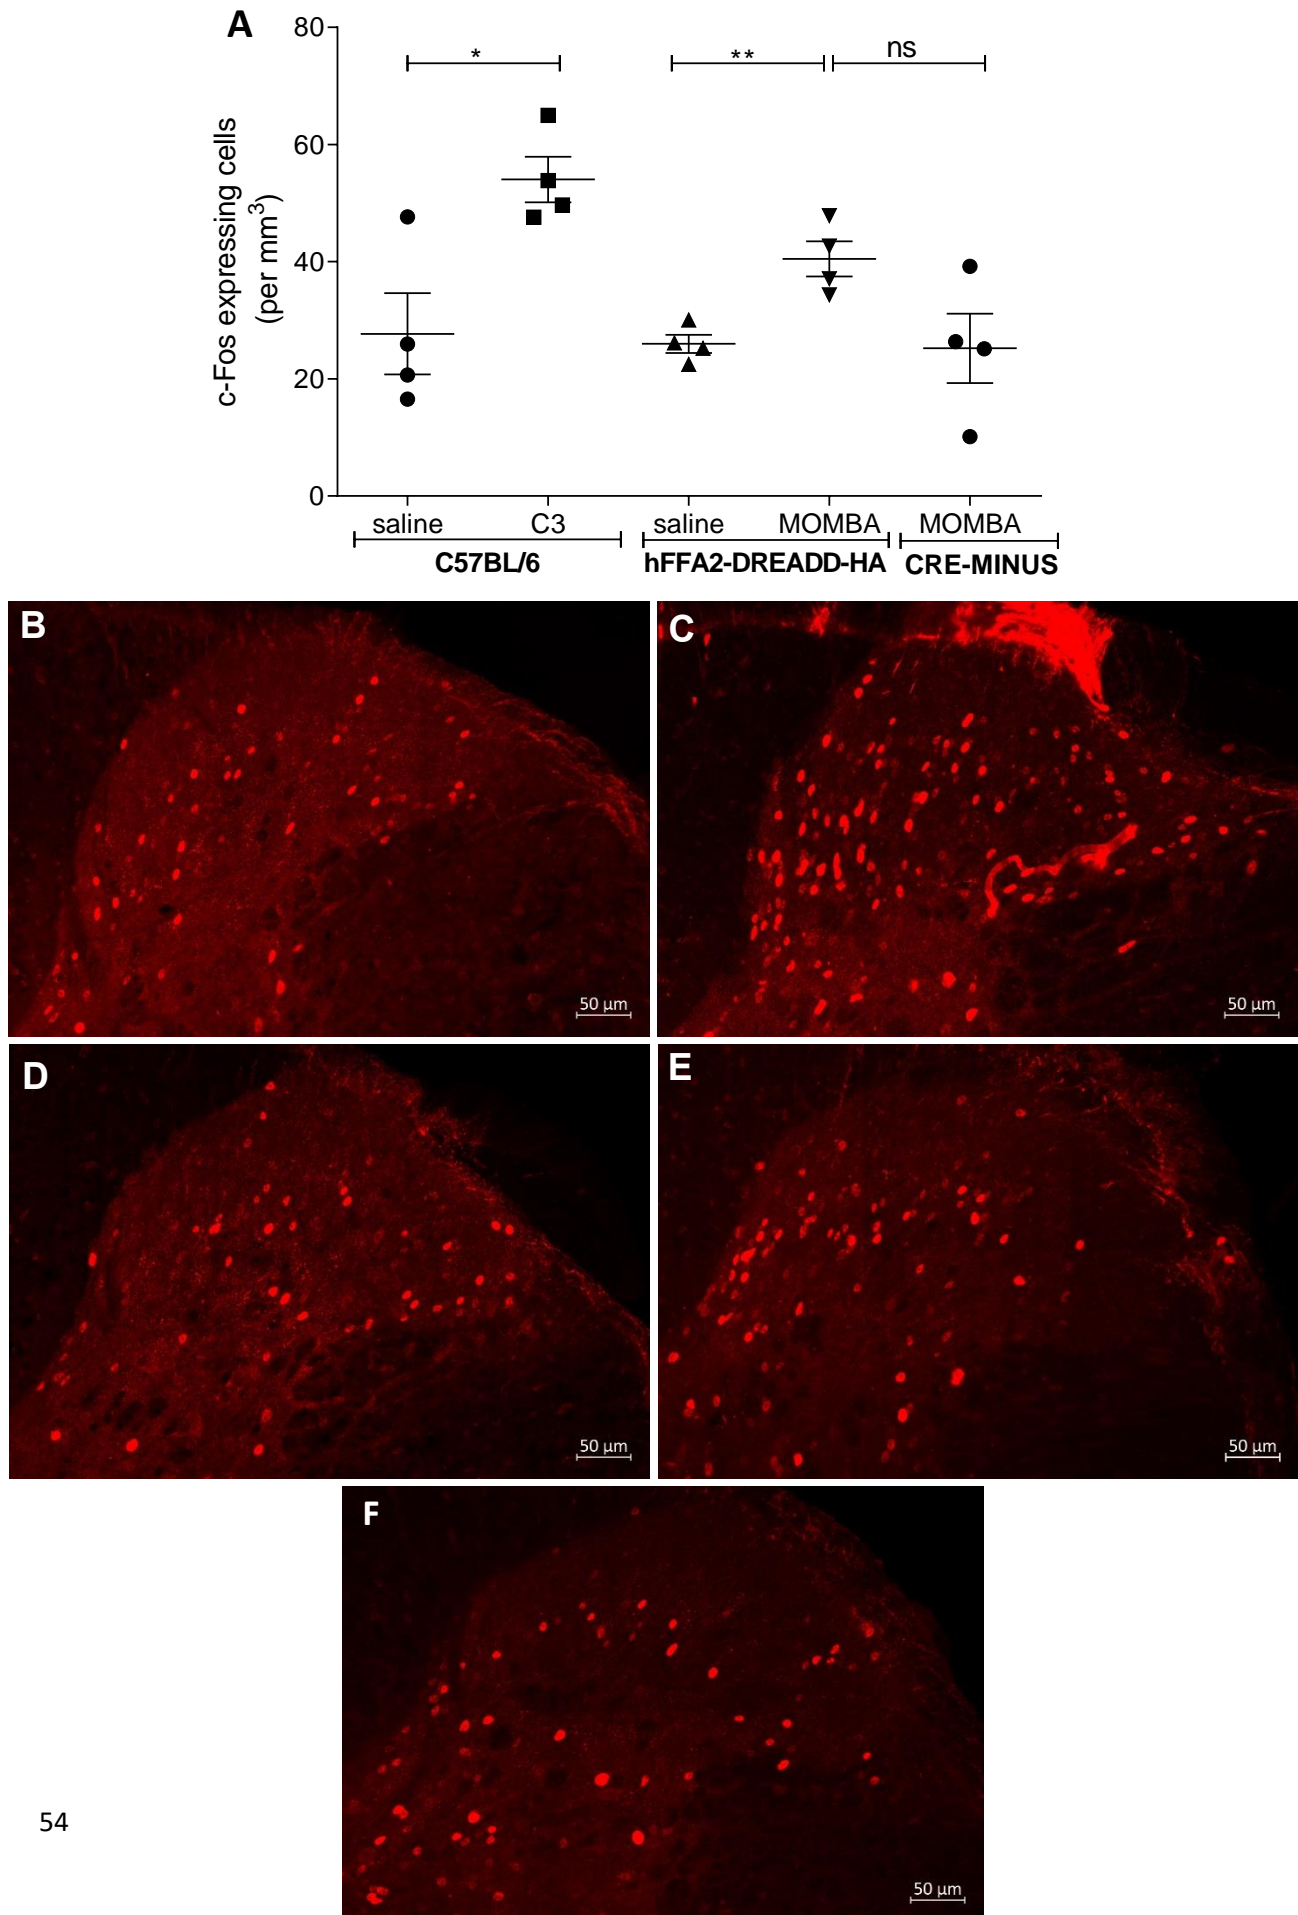 A
80
60
40
20
0
c-Fos expressing cells
(per mm³)
*
**
ns
saline C3 saline MOMBA MOMBA
C57BL/6 hFFA2-DREADD-HA CRE-MINUS
B
50 µm
C
50 µm
D
50 µm
E
50 µm
F
50 µm
54